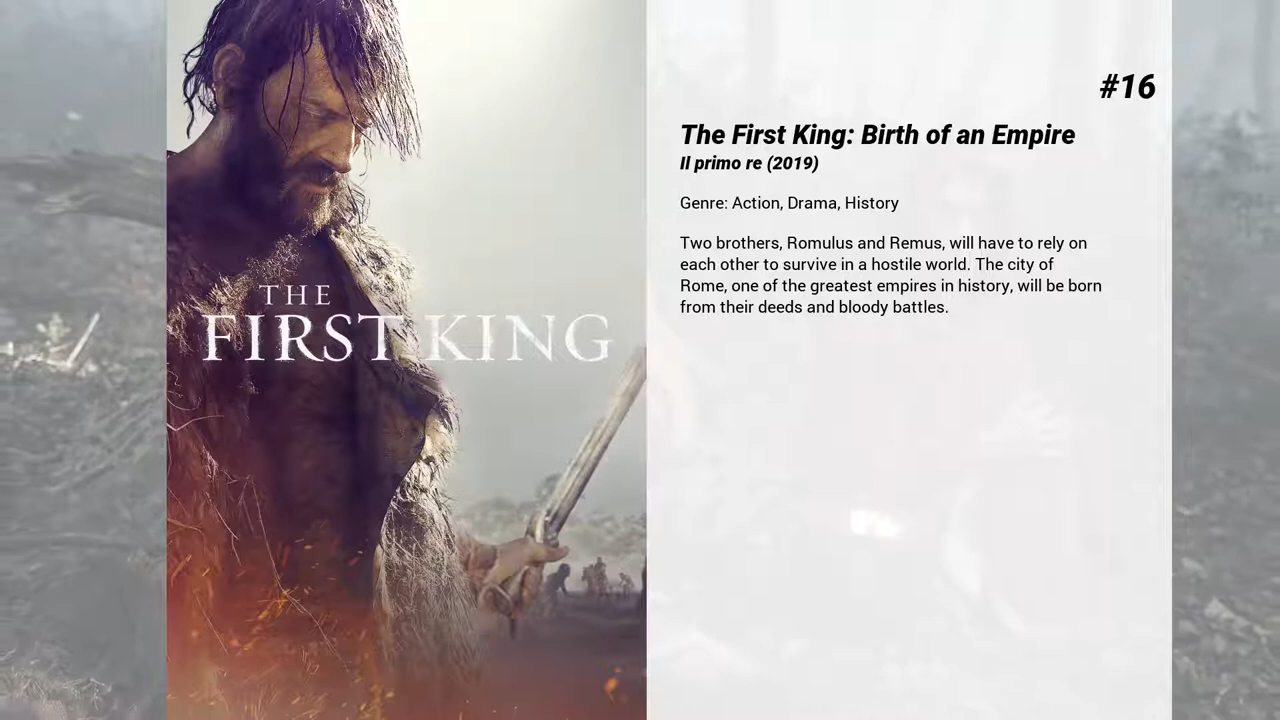 THE
FIRST KING
#16
The First King: Birth of an Empire
Il primo re (2019)
Genre: Action, Drama, History
Two brothers, Romulus and Remus, will have to rely on
each other to survive in a hostile world. The city of
Rome, one of the greatest empires in history, will be born
from their deeds and bloody battles.